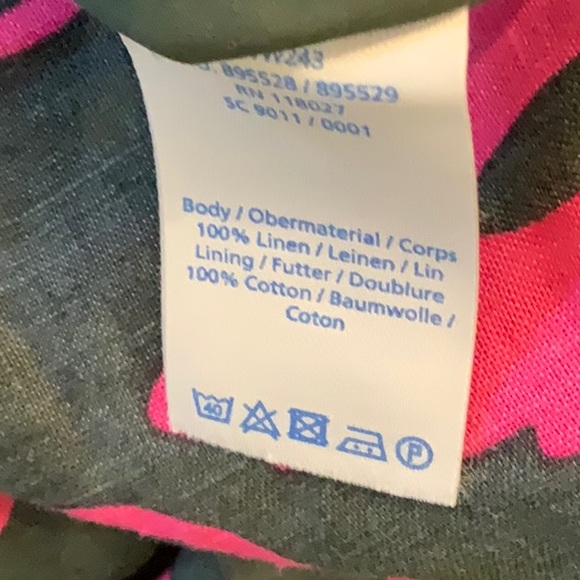 895528 / 895529
RN 118027
SC 9011 / 0001
Body / Obermaterial / Corps
100% Linen / Leinen / Lin
Lining / Futter / Doublure
100% Cotton / Baumwolle /
Coton
40
P